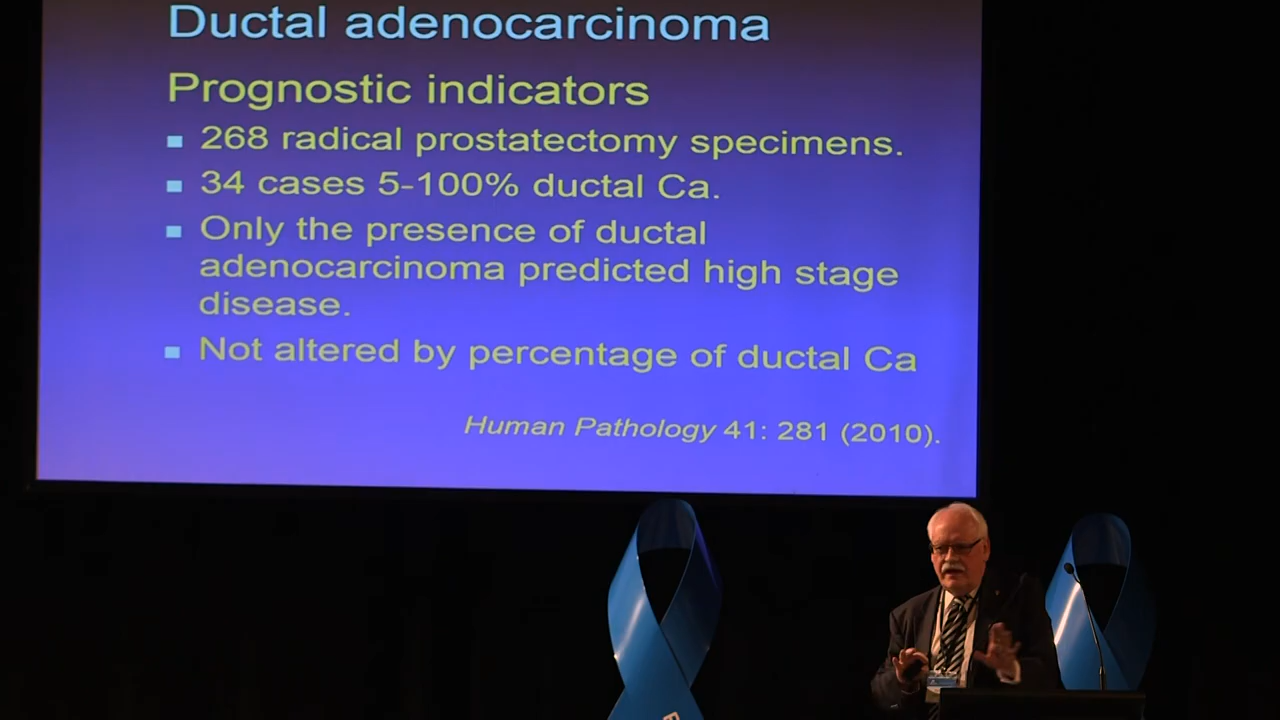 Ductal adenocarcinoma
Prognostic indicators
268 radical prostatectomy specimens.
34 cases 5-100% ductal Ca.
Only the presence of ductal
adenocarcinoma predicted high stage
disease.
Not altered by percentage of ductal Ca
Human Pathology 41: 281 (2010).